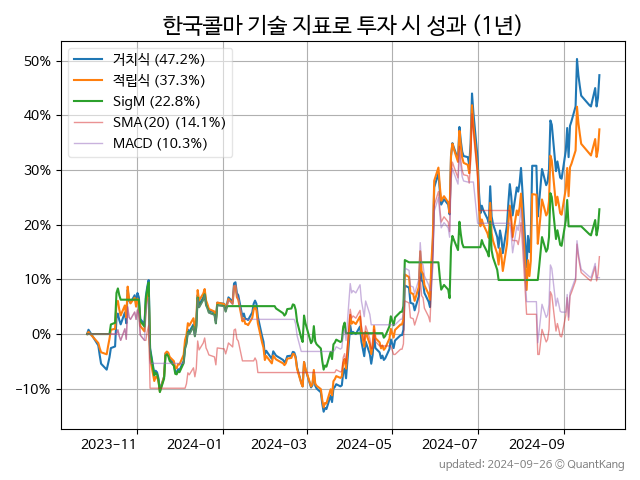 한국콜마 기술 지표로 투자 시 성과 (1년)
거치식 (47.2%)
적립식 (37.3%)
SigM (22.8%)
SMA(20) (14.1%)
MACD (10.3%)
50%
40%
30%
20%
10%
0%
−10%
2023-11 2024-01 2024-03 2024-05 2024-07 2024-09
updated: 2024-09-26 © QuantKang